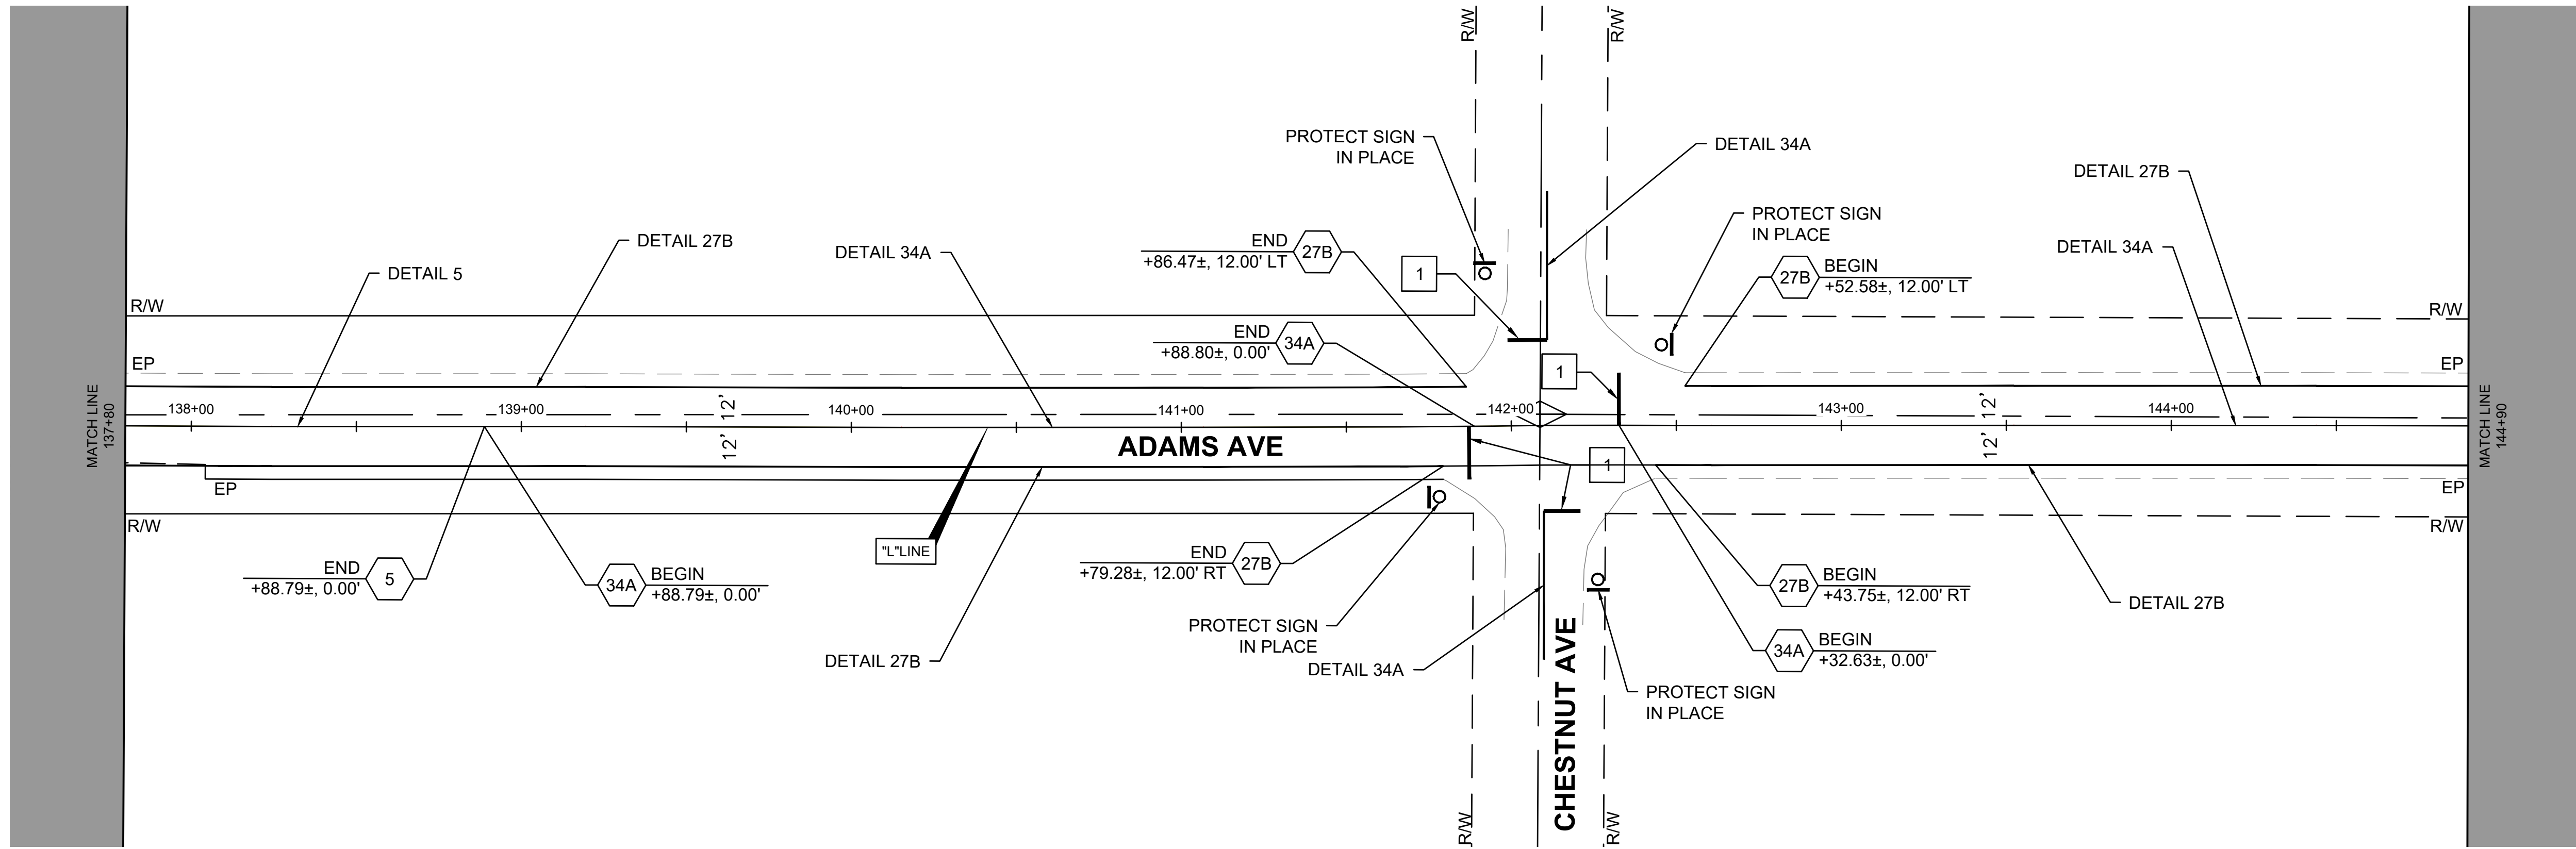 R/W
R/W
PROTECT SIGN
IN PLACE
DETAIL 34A
DETAIL 27B
PROTECT SIGN
IN PLACE
DETAIL 27B
DETAIL 34A
END
+86.47±, 12.00' LT
27B
DETAIL 34A
DETAIL 5
1
27B
BEGIN
+52.58±, 12.00' LT
R/W
R/W
END
+88.80±, 0.00'
34A
EP
EP
1
MATCH LINE
137+80
138+00
139+00
12'
12'
140+00
141+00
142+00
143+00
12'
12'
144+00
MATCH LINE
144+90
ADAMS AVE
1
EP
EP
R/W
R/W
"L"LINE
END
+88.79±, 0.00'
5
34A
BEGIN
+88.79±, 0.00'
END
+79.28±, 12.00' RT
27B
27B
BEGIN
+43.75±, 12.00' RT
DETAIL 27B
PROTECT SIGN
IN PLACE
34A
BEGIN
+32.63±, 0.00'
DETAIL 27B
DETAIL 34A
CHESTNUT AVE
PROTECT SIGN
IN PLACE
R/W
R/W